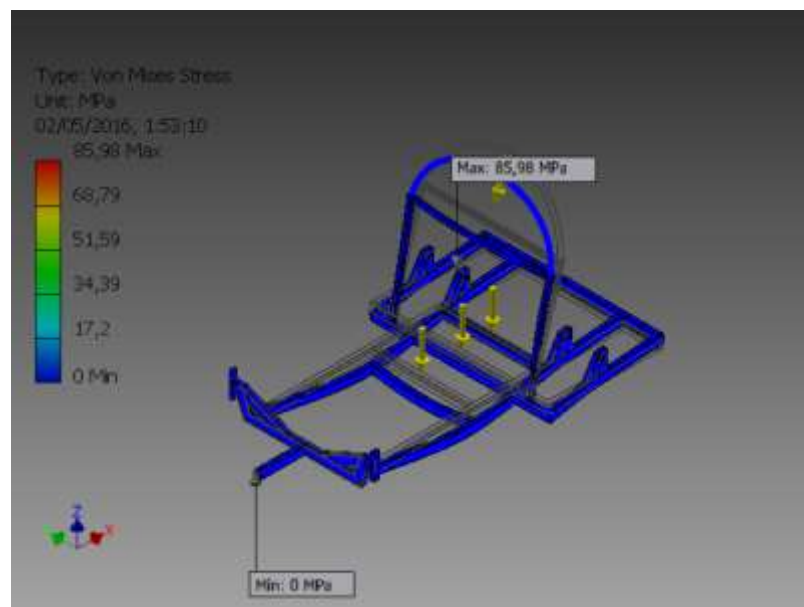 Type: Von Mises Stress
Unit: MPa
02/05/2016, 1:53:10
85,98 Max
68,79
51,59
34,39
17,2
0 Min
Max: 85,98 MPa
Min: 0 MPa
Z
X